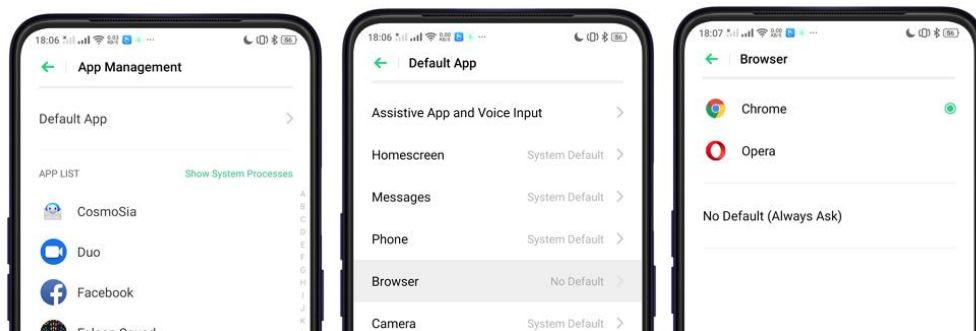 18:06
App Management
Default App
APP LIST
Show System Processes
CosmoSia
Duo
Facebook
A
B
C
D
E
F
G
H
I
J
K
18:06
Default App
Assistive App and Voice Input
Homescreen
System Default
Messages
System Default
Phone
System Default
Browser
No Default
Camera
System Default
18:07
Browser
Chrome
Opera
No Default (Always Ask)